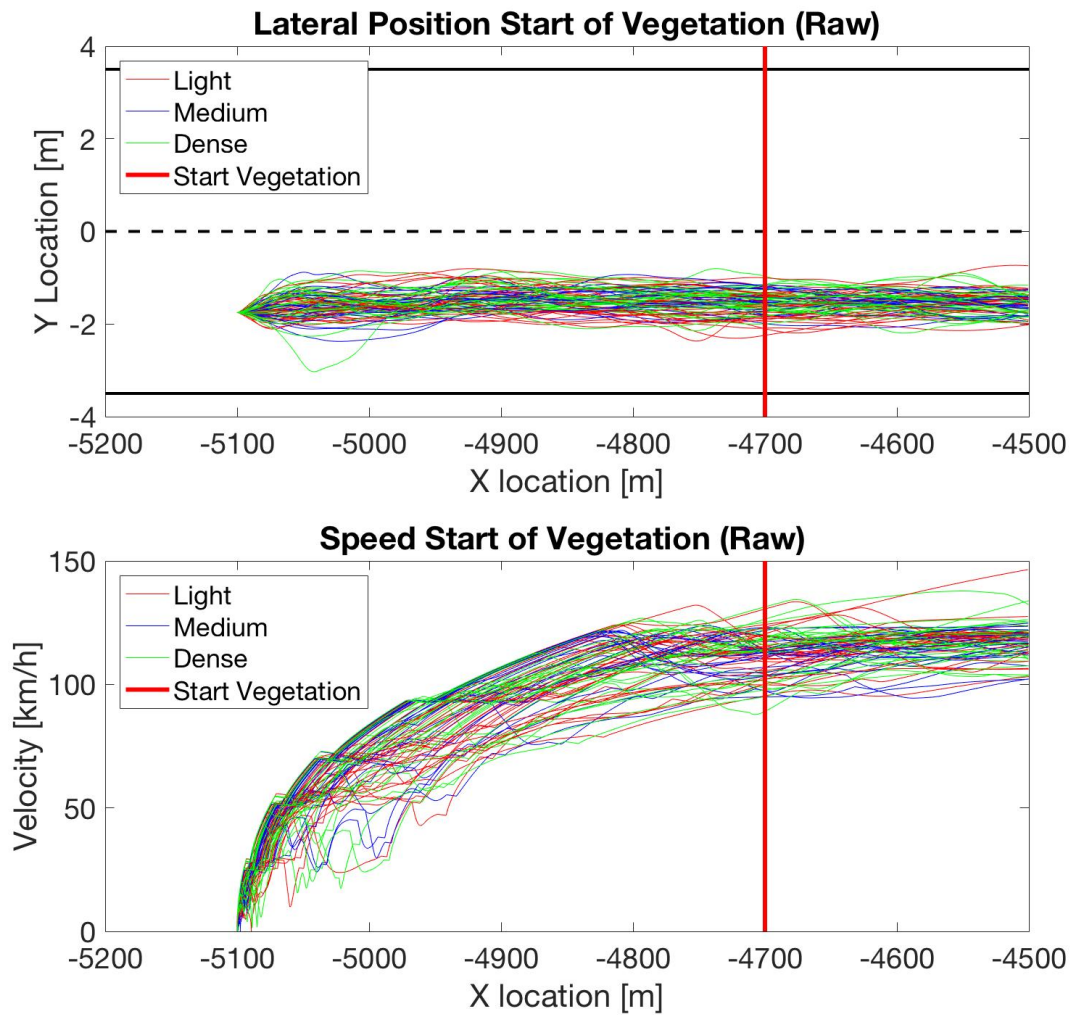 Lateral Position Start of Vegetation (Raw)
4
2
0
-2
-4
Y Location [m]
Light
Medium
Dense
Start Vegetation
-5200 -5100 -5000 -4900 -4800 -4700 -4600 -4500
X location [m]
Speed Start of Vegetation (Raw)
150
100
50
0
Velocity [km/h]
Light
Medium
Dense
Start Vegetation
-5200 -5100 -5000 -4900 -4800 -4700 -4600 -4500
X location [m]